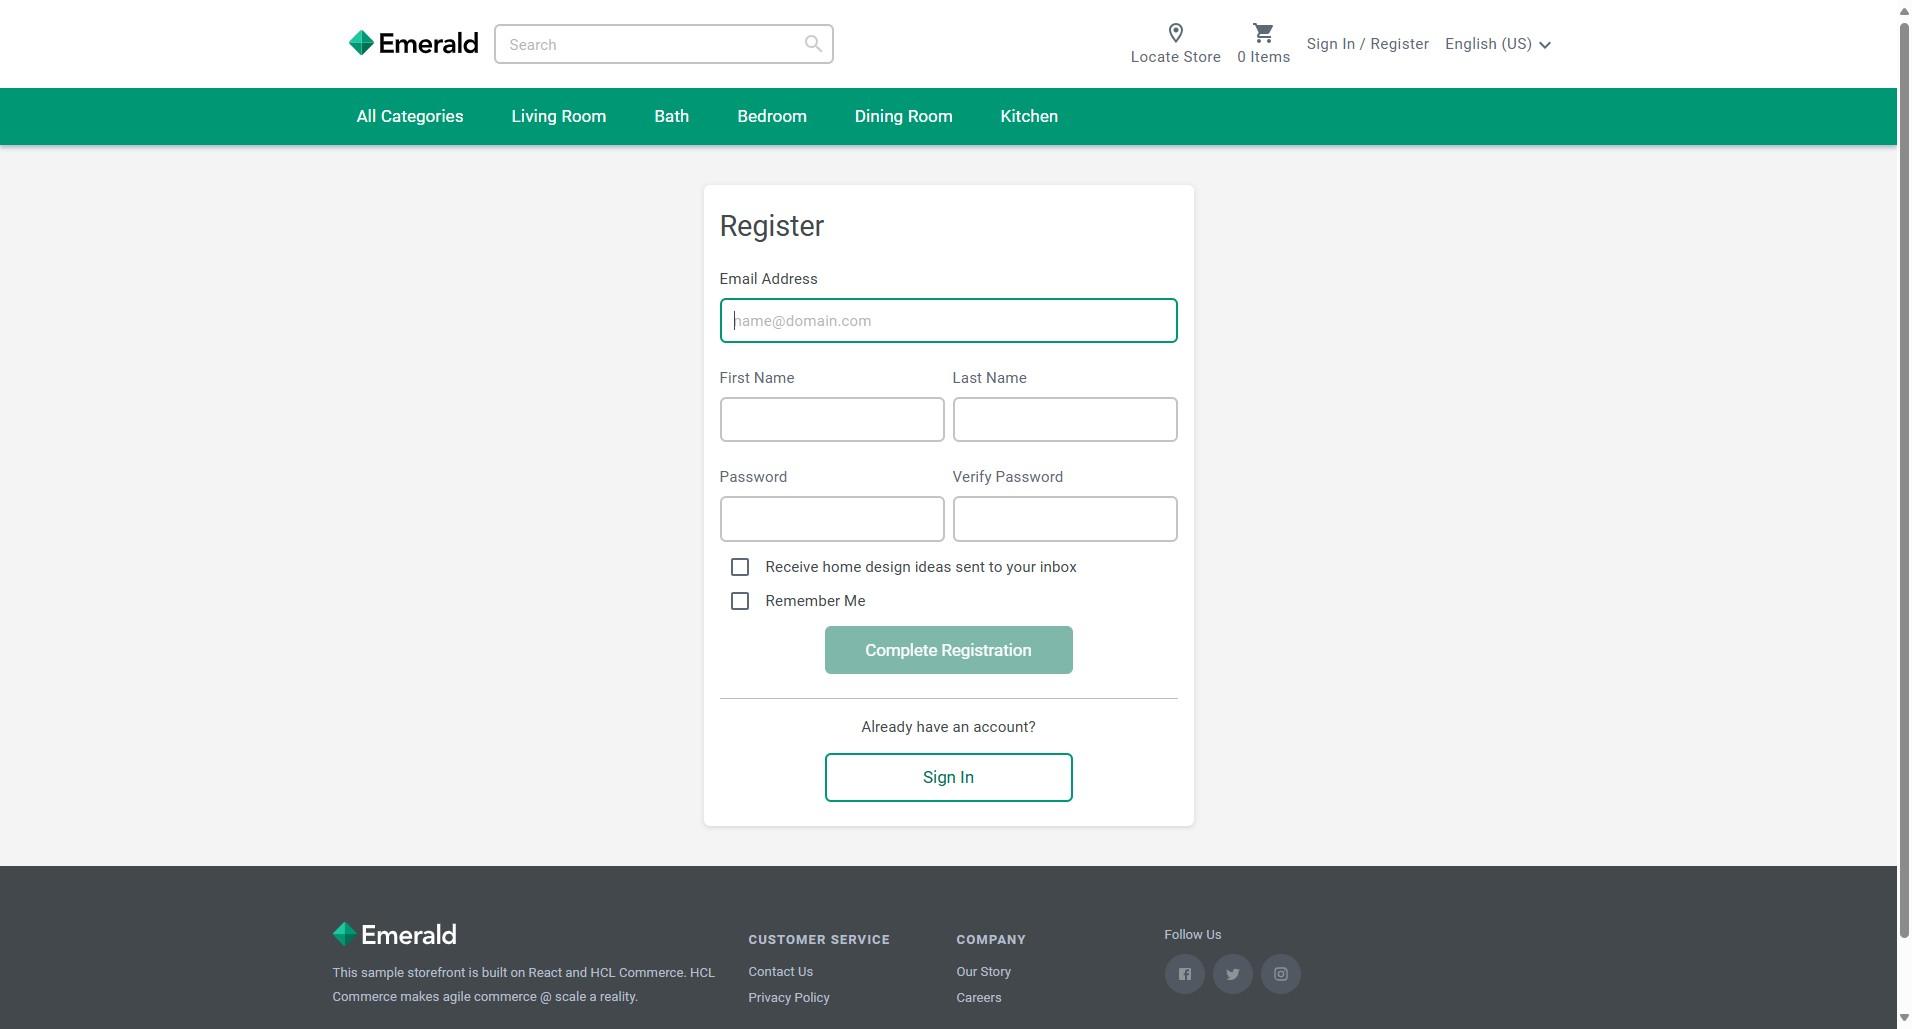 Emerald
Search
Locate Store
0 Items
Sign In / Register
English (US)
All Categories
Living Room
Bath
Bedroom
Dining Room
Kitchen
Register
Email Address
name@domain.com
First Name
Last Name
Password
Verify Password
Receive home design ideas sent to your inbox
Remember Me
Complete Registration
Already have an account?
Sign In
Emerald
This sample storefront is built on React and HCL Commerce. HCL
Commerce makes agile commerce @ scale a reality.
CUSTOMER SERVICE
Contact Us
Privacy Policy
COMPANY
Our Story
Careers
Follow Us